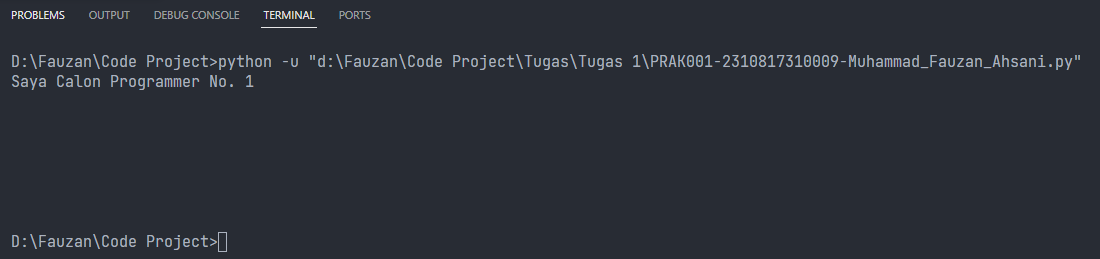 PROBLEMS OUTPUT DEBUG CONSOLE TERMINAL PORTS
D:\Fauzan\Code Project>python -u "d:\Fauzan\Code Project\Tugas\Tugas 1\PRAK001-2310817310009-Muhammad_Fauzan_Ahsani.py"
Saya Calon Programmer No. 1
D:\Fauzan\Code Project>